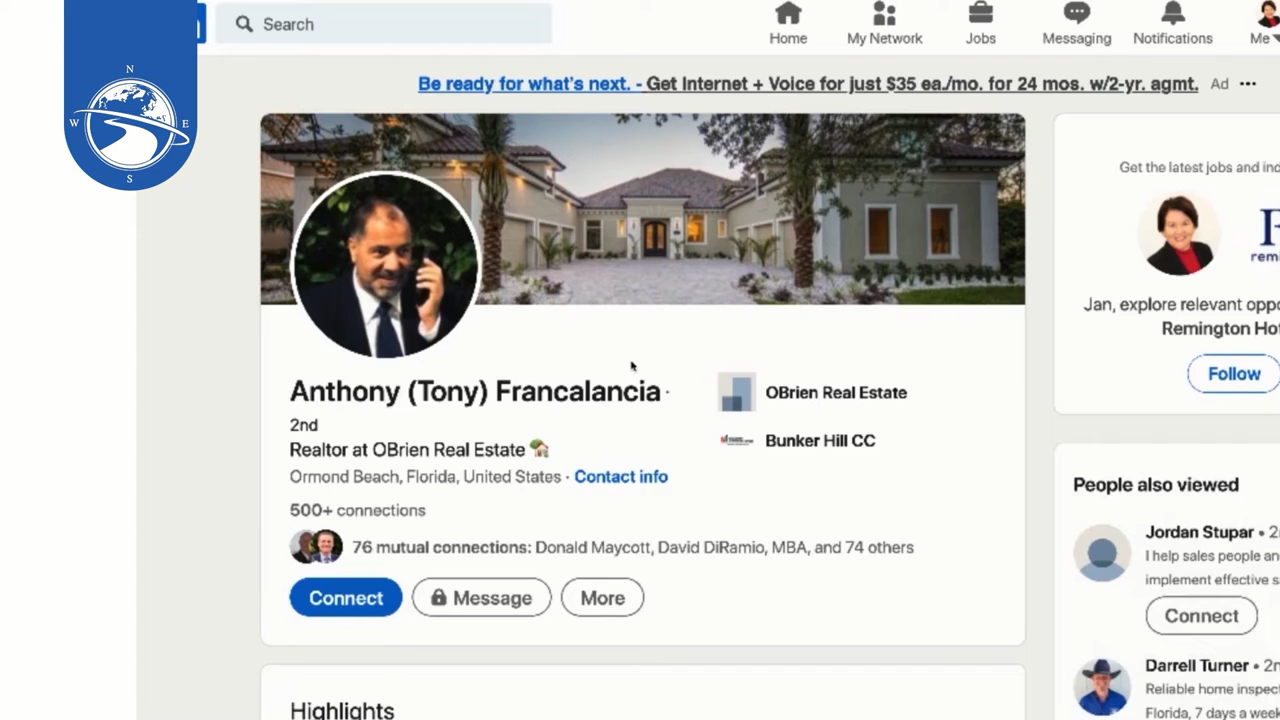 Search
Home
My Network
Jobs
Messaging
Notifications
Me
N
W E
S
Be ready for what's next. - Get Internet + Voice for just $35 ea./mo. for 24 mos. w/2-yr. agmt. Ad ···
Anthony (Tony) Francalancia ·
2nd
Realtor at OBrien Real Estate
Ormond Beach, Florida, United States · Contact info
500+ connections
76 mutual connections: Donald Maycott, David DiRamio, MBA, and 74 others
Connect
Message
More
OBrien Real Estate
Bunker Hill CC
Highlights
Get the latest jobs and ind
remin
Jan, explore relevant oppo
Remington Hot
Follow
People also viewed
Jordan Stupar • 2
I help sales people an
implement effective s
Connect
Darrell Turner • 2n
Reliable home inspec
Florida, 7 days a week